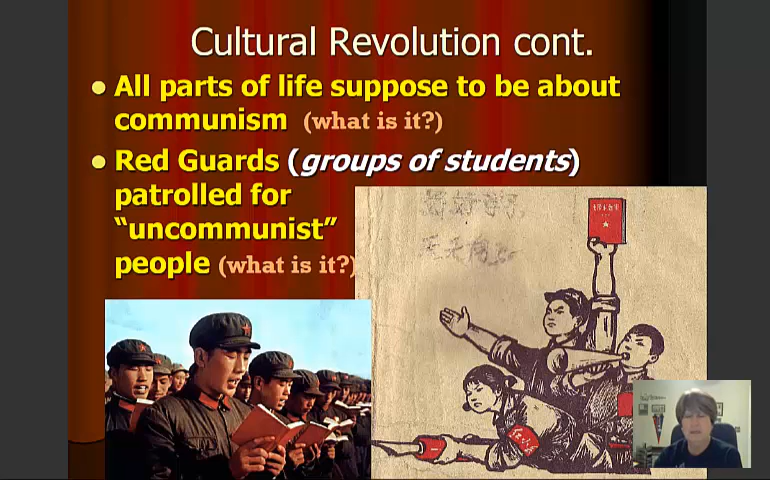 Cultural Revolution cont.
All parts of life suppose to be about
communism (what is it?)
Red Guards (groups of students)
patrolled for
“uncommunist”
people (what is it?)